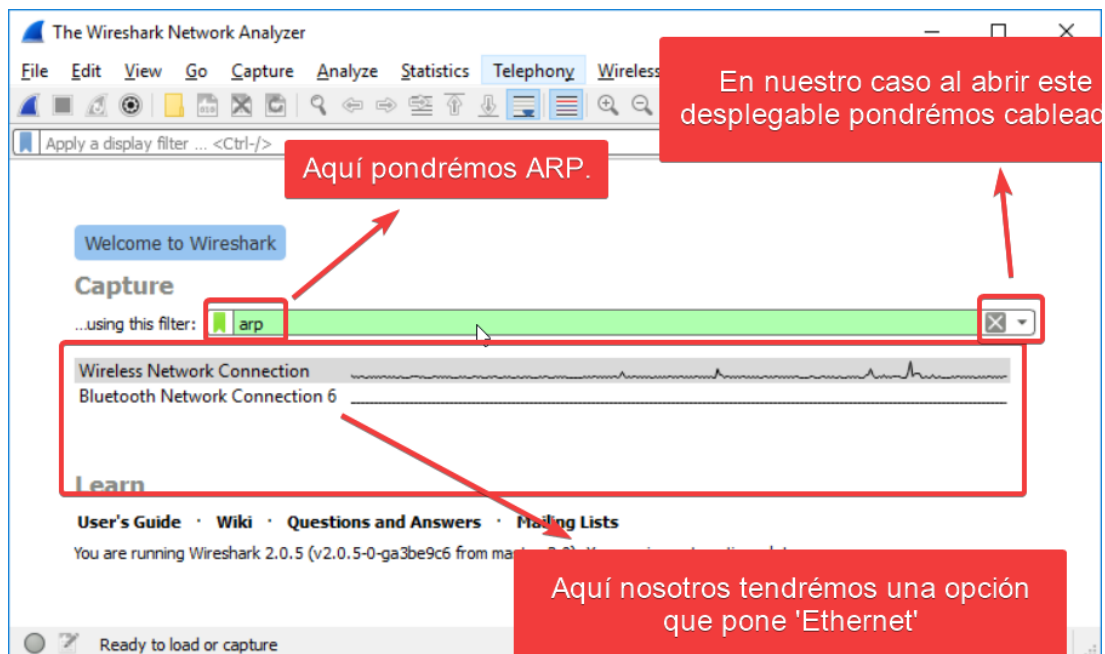 The Wireshark Network Analyzer
File Edit View Go Capture Analyze Statistics Telephony Wireless
En nuestro caso al abrir este
desplegable pondrémos cablead
Apply a display filter ... <Ctrl-/>
Aquí pondrémos ARP.
Welcome to Wireshark
Capture
...using this filter: arp
Wireless Network Connection
Bluetooth Network Connection 6
Learn
User's Guide · Wiki · Questions and Answers · Mailing Lists
You are running Wireshark 2.0.5 (v2.0.5-0-ga3be9c6 from
Aquí nosotros tendrémos una opción
que pone 'Ethernet'
Ready to load or capture